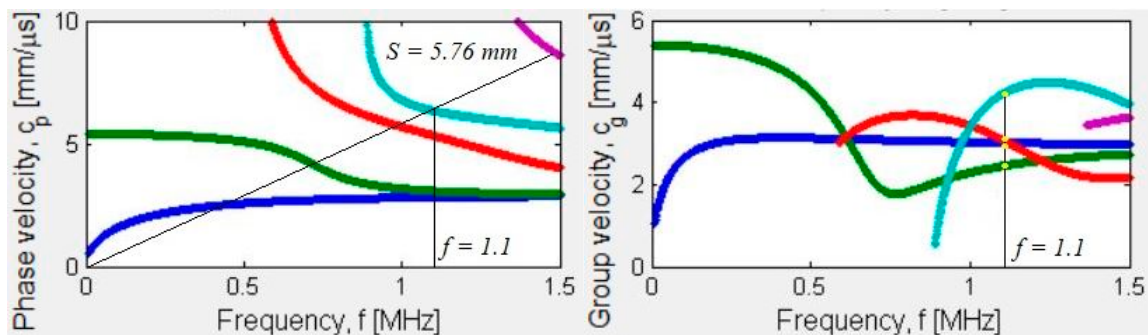 10
5
0
Phase velocity, c_p [mm/μs]
S = 5.76 mm
f = 1.1
0
0.5
1
1.5
Frequency, f [MHz]
6
4
2
0
Group velocity, c_g [mm/μs]
f = 1.1
0
0.5
1
1.5
Frequency, f [MHz]